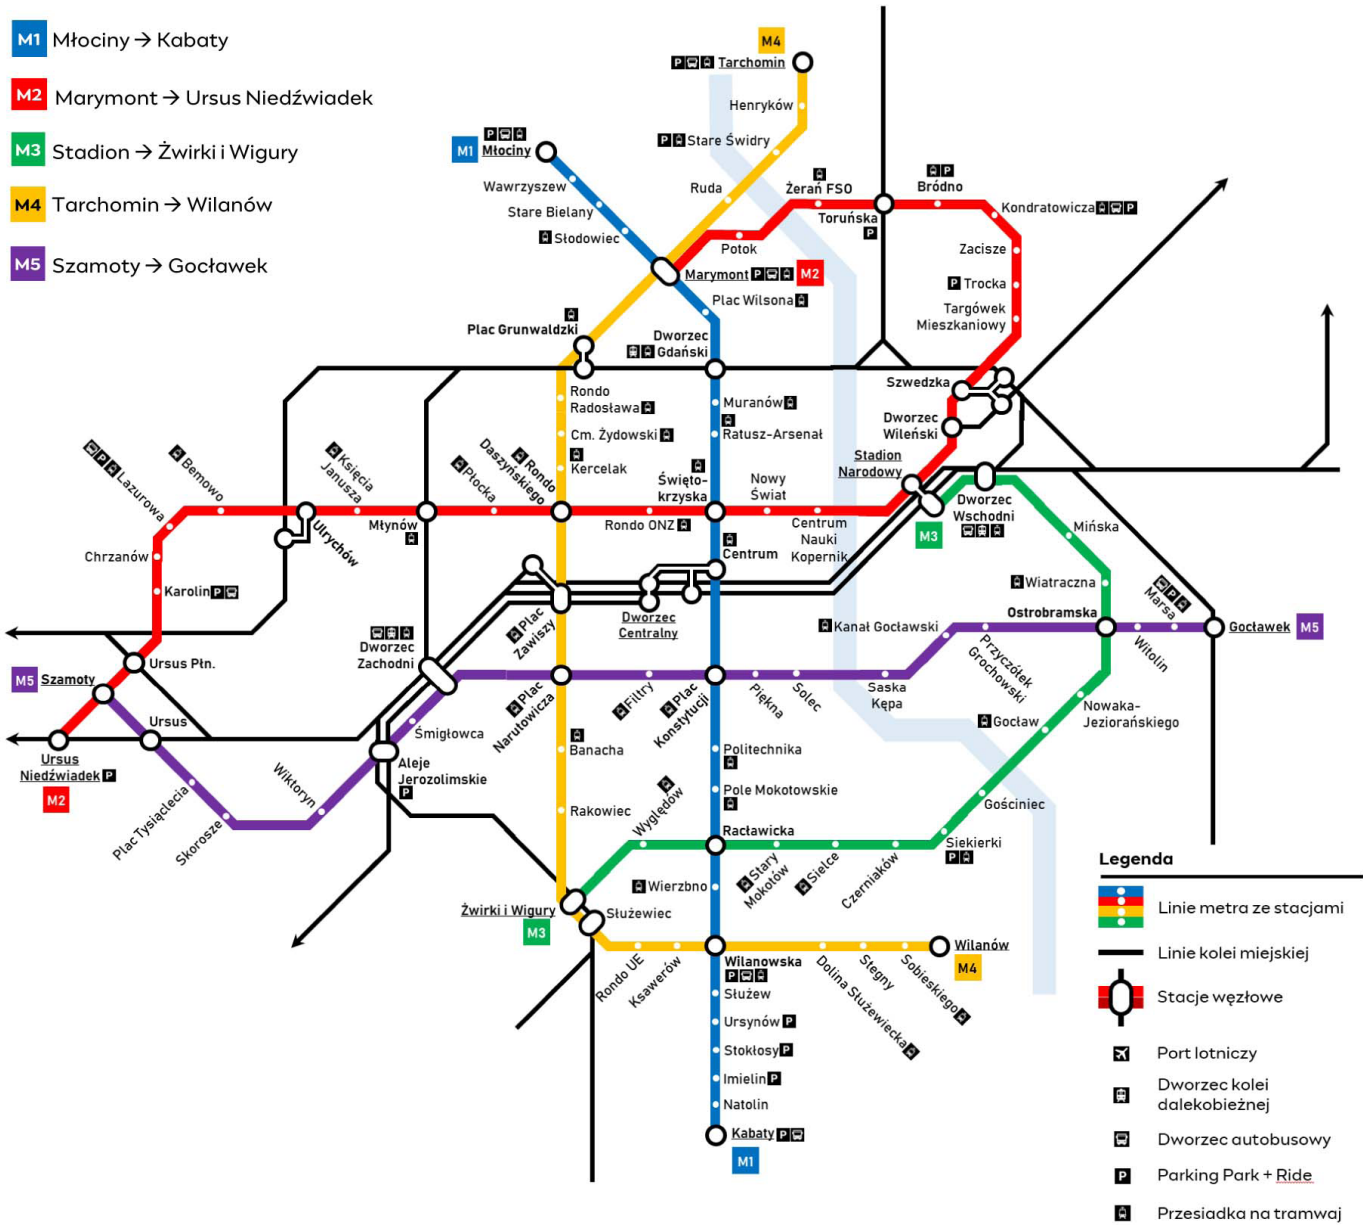 M1 Młociny → Kabaty
M2 Marymont → Ursus Niedźwiadek
M3 Stadion → Żwirki i Wigury
M4 Tarchomin → Wilanów
M5 Szamoty → Gocławek
M4
P Tarchomin
Henryków
P Stare Świdry
Ruda
P
M1 Młociny
Wawrzyszew
Stare Bielany
Słodowiec
Żerań FSO
Toruńska
P
P
Bródno
Kondratowicza P
Zacisze
P Trocka
Targówek
Mieszkaniowy
Potok
Marymont P M2
Plac Wilsona
Plac Grunwaldzki
Dworzec
Gdański
Szwedzka
Dworzec
Wileński
Stadion
Narodowy
M3
Dworzec
Wschodni
Rondo
Radosława
Cm. Żydowski
Kercelak
Muranów
Ratusz-Arsenał
Święto-
krzyska
Nowy
Świat
Centrum
Nauki
Kopernik
Rondo ONZ
Rondo
Daszyńskiego
Płocka
Młynów
Księcia
Janusza
Ulrychów
Bemowo
P Lazurowa
Chrzanów
Karolin P
Ursus Płn.
M5 Szamoty
Ursus
Ursus
Niedźwiadek P
M2
Plac Tysiąclecia
Skorosze
Wiktoryn
Aleje
Jerozolimskie
P
Śmigłowca
Dworzec
Zachodni
Plac
Zawiszy
Centrum
Dworzec
Centralny
Plac
Narutowicza
Filtry
Plac
Konstytucji
Piękna
Solec
Saska
Kępa
Kanał Gocławski
Przyczółek
Grochowski
Ostrobramska
Wiatraczna
Mińska
P
Marsa
Witolin
Gocławek M5
Nowaka-
Jeziorańskiego
Gocław
Gościniec
Siekierki
P
Czerniaków
Sielce
Stary
Mokotów
Racławicka
Wyględów
Politechnika
Pole Mokotowskie
Banacha
Rakowiec
Wierzbno
Żwirki i Wigury
M3
Służewiec
Rondo UE
Ksawerów
Wilanowska
P
Dolina Służewiecka
Stegny
Sobieskiego
Wilanów
M4
Służew
Ursynów P
Stokłosy P
Imielin P
Natolin
Kabaty P
M1
Legenda
Linie metra ze stacjami
Linie kolei miejskiej
Stacje węzłowe
Port lotniczy
Dworzec kolei
dalekobieżnej
Dworzec autobusowy
P Parking Park + Ride
Przesiadka na tramwaj